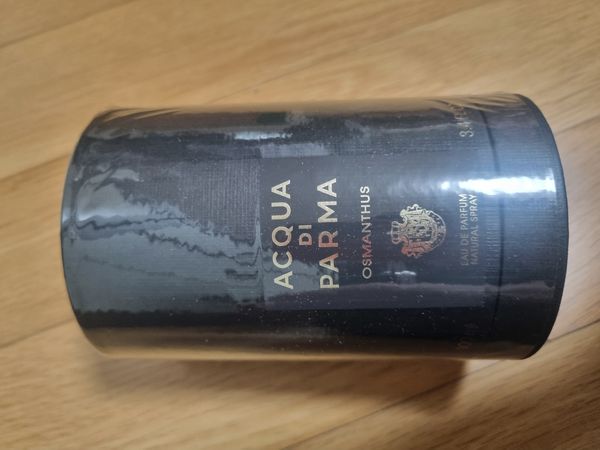 ACQUA
DI
PARMA
OSMANTHUS
EAU DE PARFUM
NATURAL SPRAY